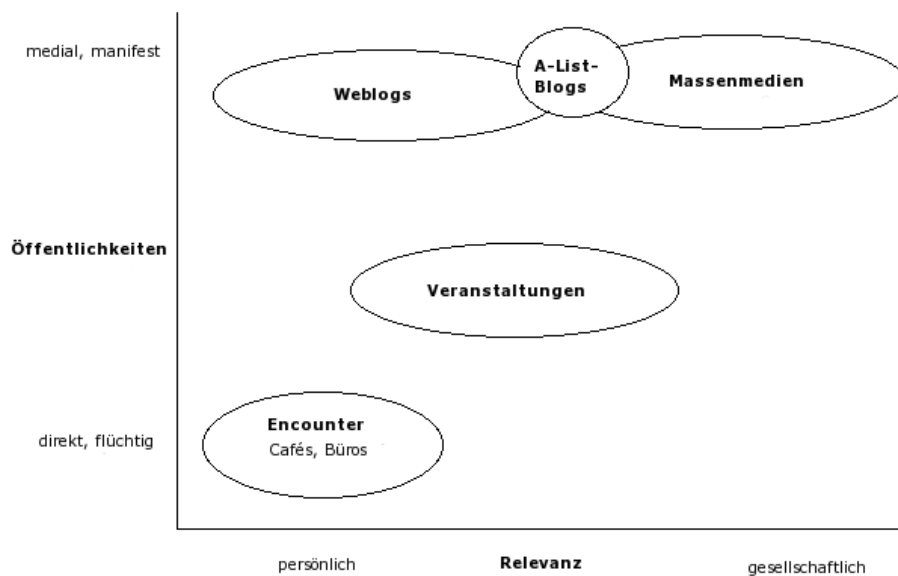 medial, manifest
Weblogs
A-List-
Blogs
Massenmedien
Öffentlichkeiten
Veranstaltungen
direkt, flüchtig
Encounter
Cafés, Büros
persönlich
Relevanz
gesellschaftlich